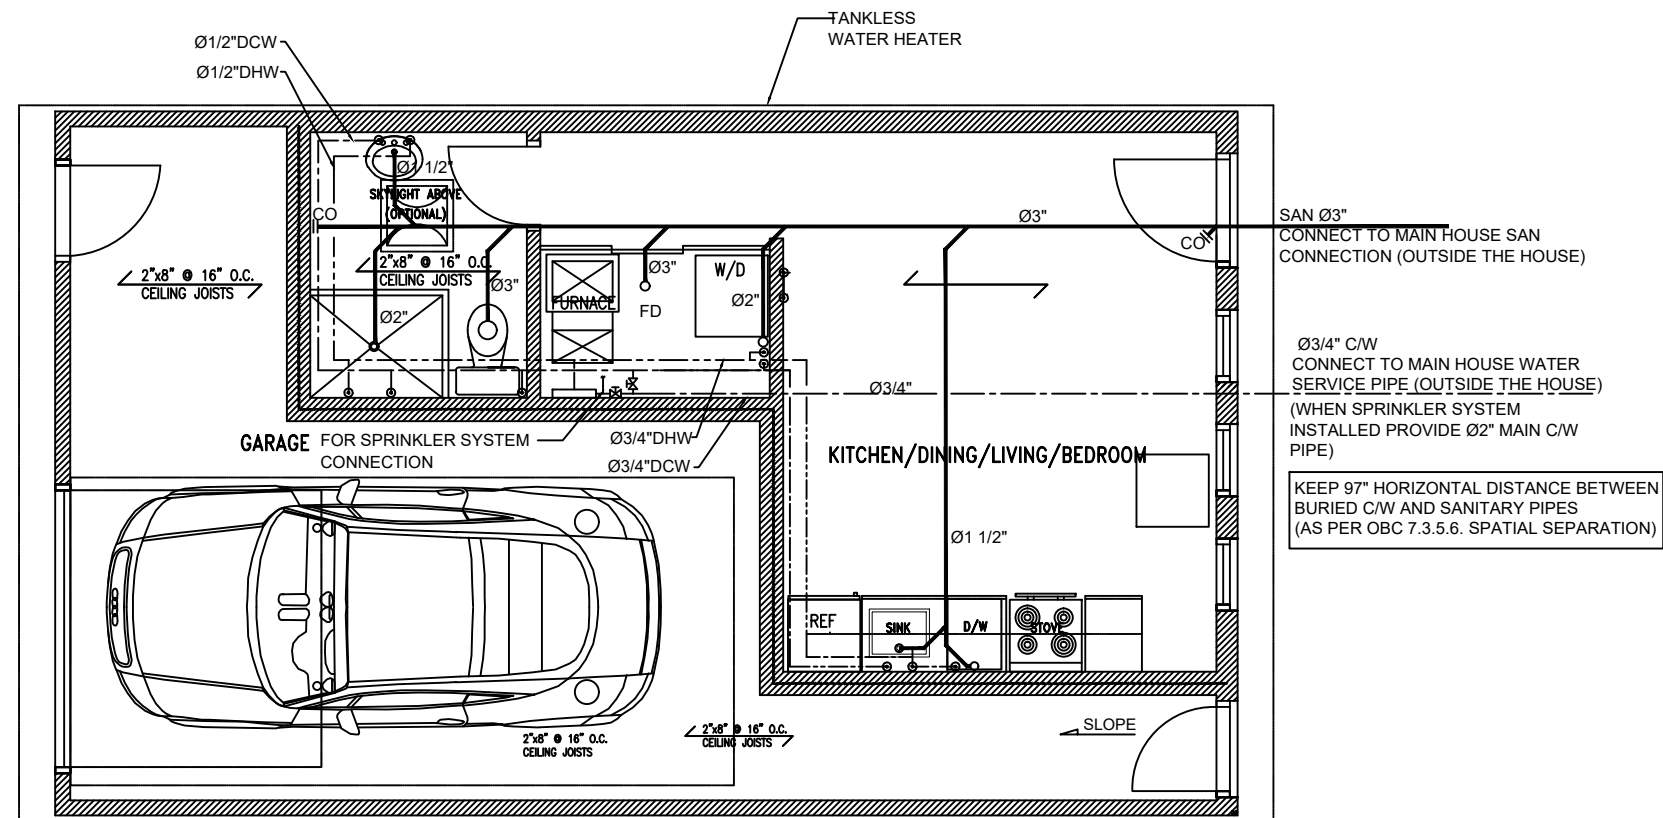 TANKLESS
WATER HEATER
Ø1/2"DCW
Ø1/2"DHW
Ø1 1/2"
SKYLIGHT ABOVE
(OPTIONAL)
CO
Ø3"
SAN Ø3"
CONNECT TO MAIN HOUSE SAN
CONNECTION (OUTSIDE THE HOUSE)
CO
2"x8" @ 16" O.C.
CEILING JOISTS
2"x8" @ 16" O.C.
CEILING JOISTS
Ø3"
Ø3"
W/D
Ø2"
FURNACE
FD
Ø2"
Ø3/4" C/W
CONNECT TO MAIN HOUSE WATER
SERVICE PIPE (OUTSIDE THE HOUSE)
(WHEN SPRINKLER SYSTEM
INSTALLED PROVIDE Ø2" MAIN C/W
PIPE)
Ø3/4"
GARAGE
FOR SPRINKLER SYSTEM
CONNECTION
Ø3/4"DHW
Ø3/4"DCW
KITCHEN/DINING/LIVING/BEDROOM
KEEP 97" HORIZONTAL DISTANCE BETWEEN
BURIED C/W AND SANITARY PIPES
(AS PER OBC 7.3.5.6. SPATIAL SEPARATION)
Ø1 1/2"
REF.
SINK
D/W
STOVE
2"x8" @ 16" O.C.
CEILING JOISTS
2"x8" @ 16" O.C.
CEILING JOISTS
SLOPE